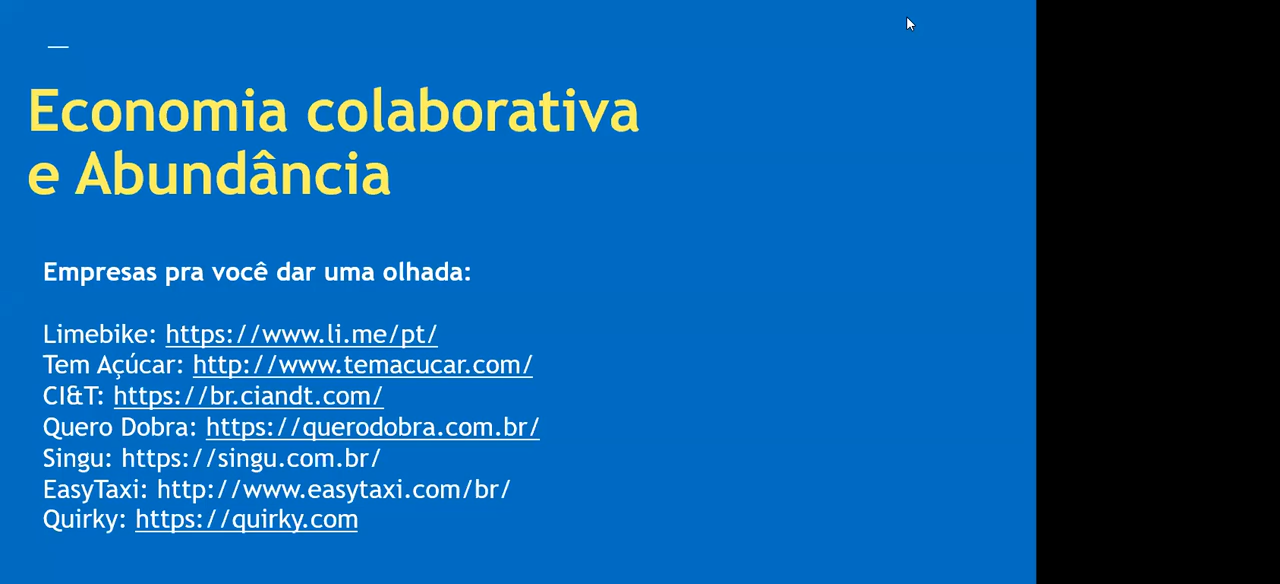 Economia colaborativa
e Abundância
Empresas pra você dar uma olhada:
Limebike: https://www.li.me/pt/
Tem Açúcar: http://www.temacucar.com/
CI&T: https://br.ciandt.com/
Quero Dobra: https://querodobra.com.br/
Singu: https://singu.com.br/
EasyTaxi: http://www.easytaxi.com/br/
Quirky: https://quirky.com